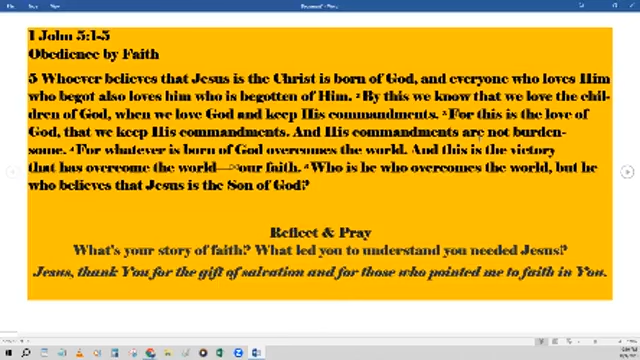 1 John 5:1-5
Obedience by Faith
5 Whoever believes that Jesus is the Christ is born of God, and everyone who loves Him
who begot also loves him who is begotten of Him. 2 By this we know that we love the chil-
dren of God, when we love God and keep His commandments. 3 For this is the love of
God, that we keep His commandments. And His commandments are not burden-
some. 4 For whatever is born of God overcomes the world. And this is the victory
that has overcome the world—our faith. 5 Who is he who overcomes the world, but he
who believes that Jesus is the Son of God?
Reflect & Pray
What's your story of faith? What led you to understand you needed Jesus?
Jesus, thank You for the gift of salvation and for those who pointed me to faith in You.